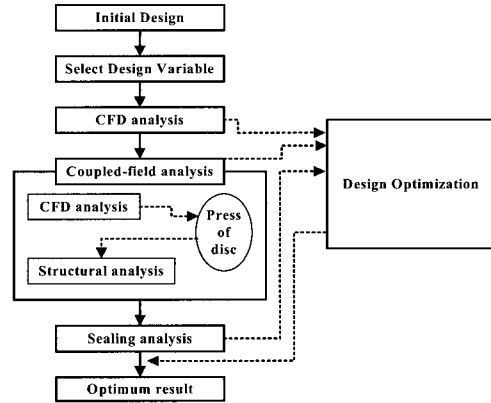 Initial Design
Select Design Variable
CFD analysis
Coupled-field analysis
CFD analysis
Press
of
disc
Structural analysis
Design Optimization
Sealing analysis
Optimum result